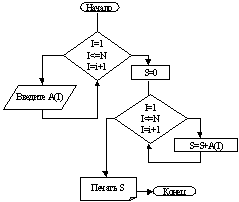 Начало
I=1
I<=N
I=i+1
S=0
Введите A(I)
I=1
I<=N
I=i+1
S=S+A(I)
Печать S
Конец